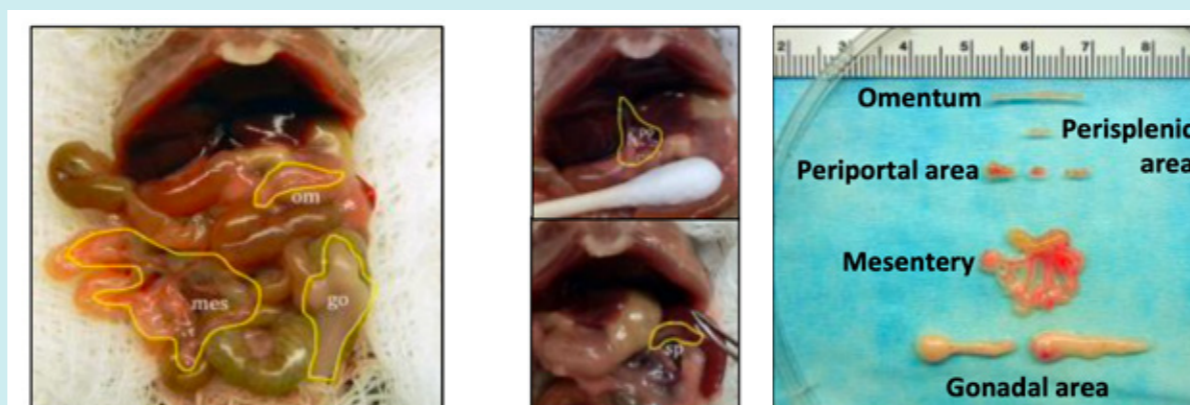 om
mes
go
pp
sp
2 3 4 5 6 7 8
Omentum
Perisplenic
area
Periportal area
Mesentery
Gonadal area